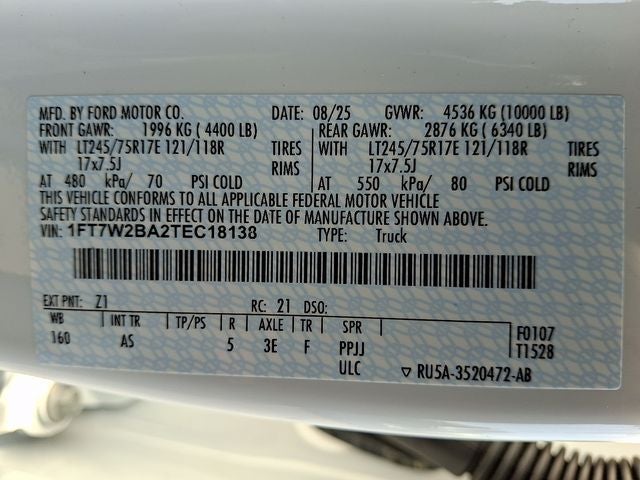 MFD. BY FORD MOTOR CO. DATE: 08/25 GVWR: 4536 KG (10000 LB)
FRONT GAWR: 1996 KG ( 4400 LB) REAR GAWR: 2876 KG ( 6340 LB)
WITH LT245/75R17E 121/118R TIRES WITH LT245/75R17E 121/118R TIRES
17x7.5J RIMS 17x7.5J RIMS
AT 480 kPa/ 70 PSI COLD AT 550 kPa/ 80 PSI COLD
THIS VEHICLE CONFORMS TO ALL APPLICABLE FEDERAL MOTOR VEHICLE
SAFETY STANDARDS IN EFFECT ON THE DATE OF MANUFACTURE SHOWN ABOVE.
VIN: 1FT7W2BA2TEC18138 TYPE: Truck
EXT PNT: Z1 RC: 21 DSO:
WB INT TR TP/PS R AXLE TR SPR F0107
160 AS 5 3E F PPJJ T1528
ULC ▽ RU5A-3520472-AB